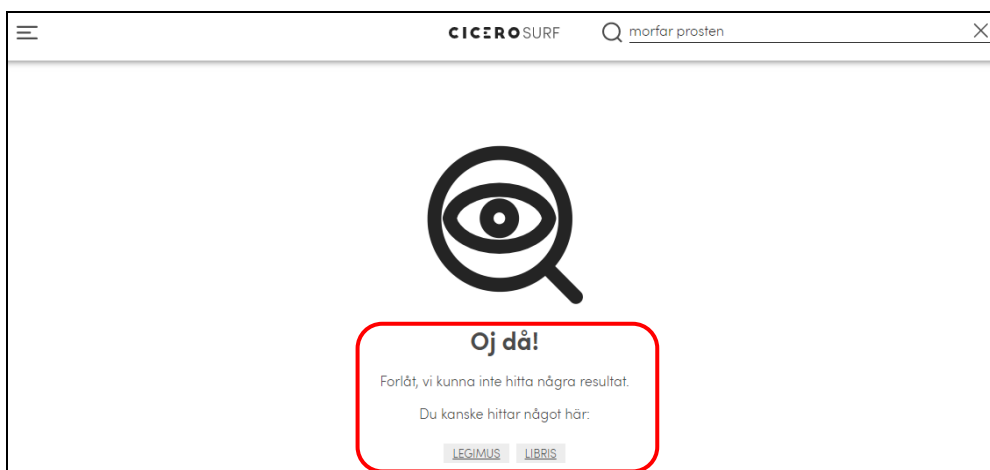 CICEROSURF morfar prosten
Oj då!
Forlåt, vi kunna inte hitta några resultat.
Du kanske hittar något här:
LEGIMUS LIBRIS